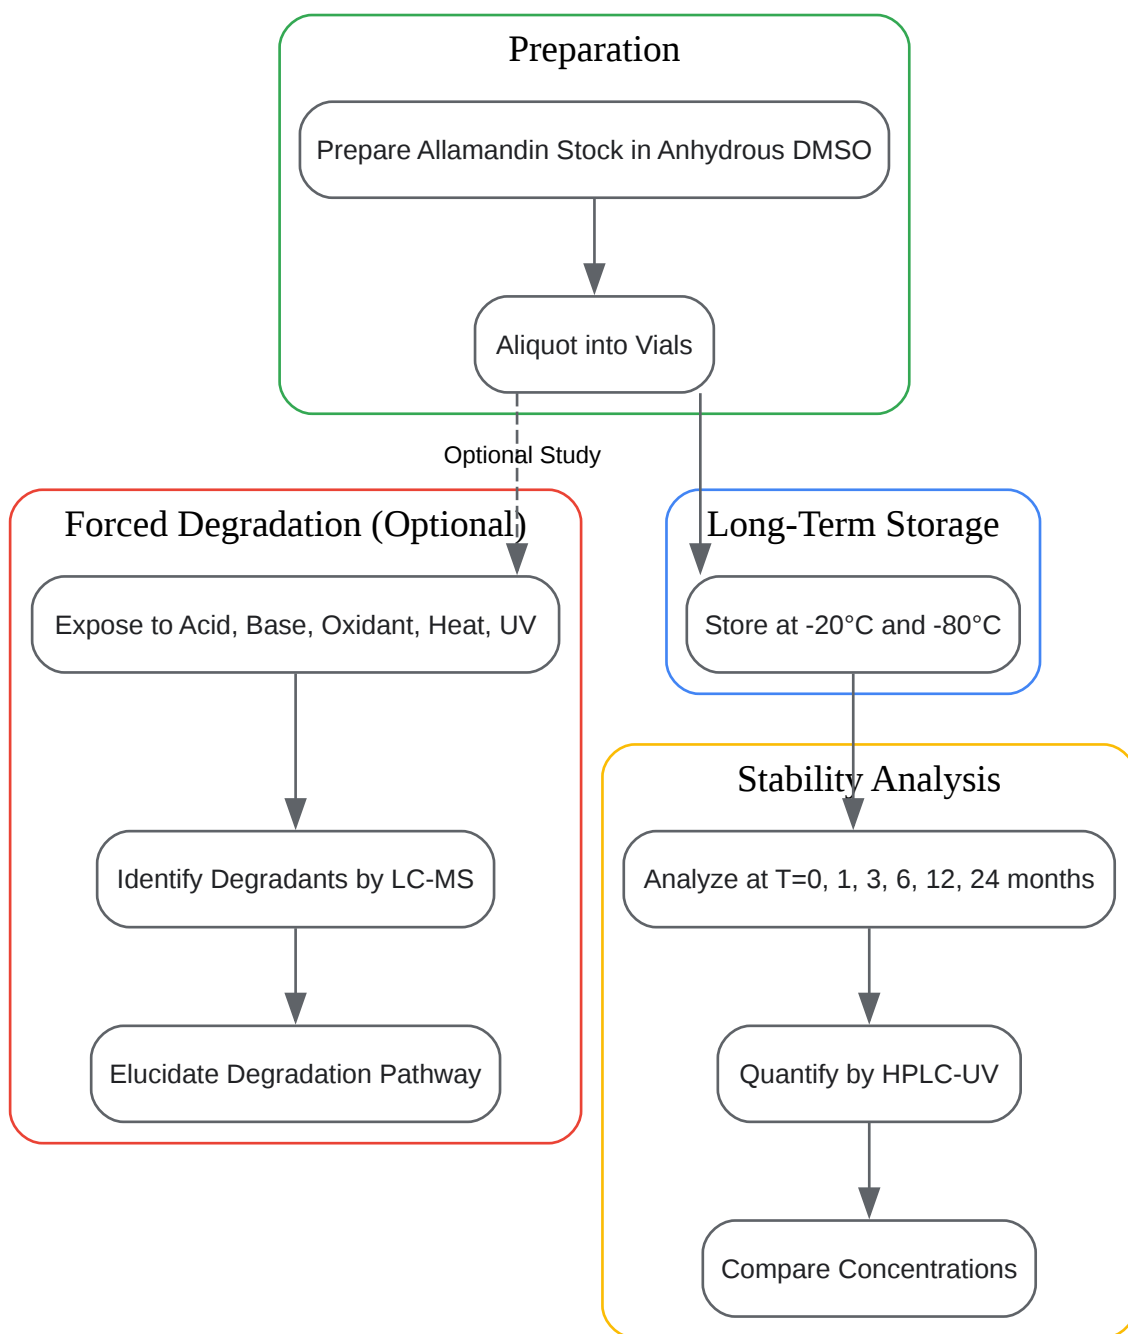 Preparation
Prepare Allamandin Stock in Anhydrous DMSO
Aliquot into Vials
Optional Study
Forced Degradation (Optional)
Expose to Acid, Base, Oxidant, Heat, UV
Identify Degradants by LC-MS
Elucidate Degradation Pathway
Long-Term Storage
Store at -20°C and -80°C
Stability Analysis
Analyze at T=0, 1, 3, 6, 12, 24 months
Quantify by HPLC-UV
Compare Concentrations